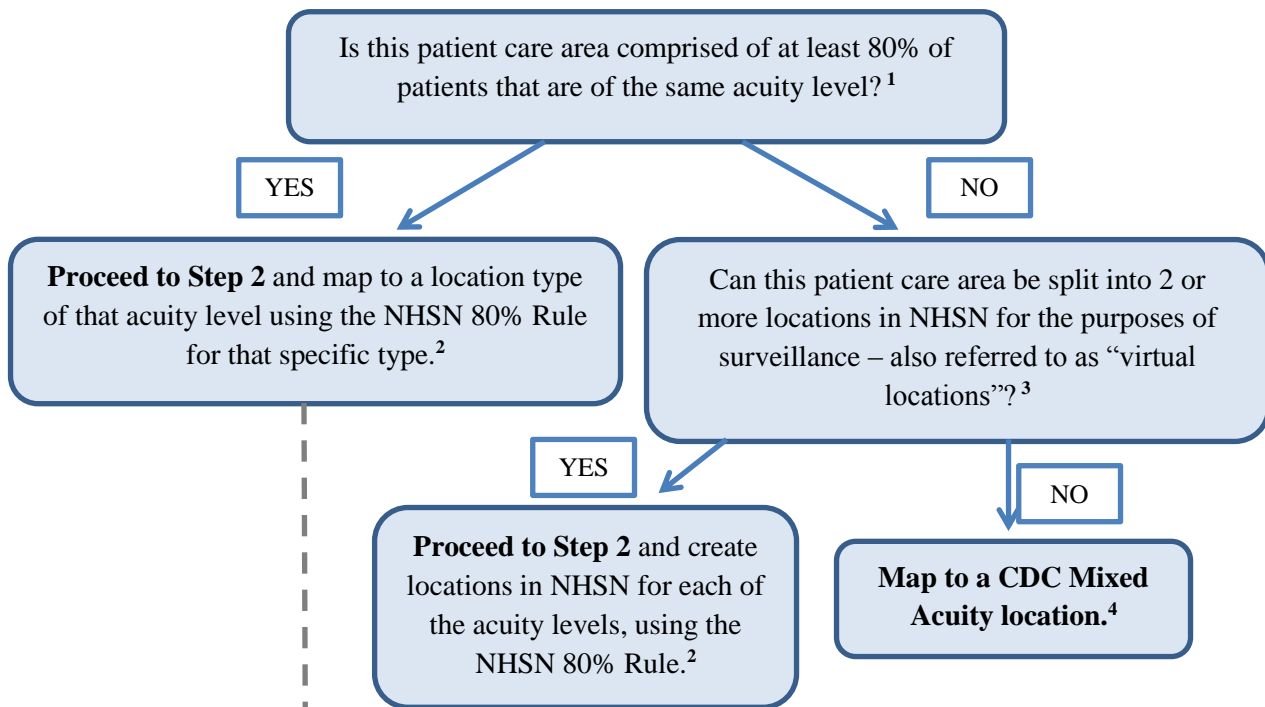 Is this patient care area comprised of at least 80% of
patients that are of the same acuity level? 1
YES
NO
Proceed to Step 2 and map to a location type
of that acuity level using the NHSN 80% Rule
for that specific type.2
Can this patient care area be split into 2 or
more locations in NHSN for the purposes of
surveillance – also referred to as “virtual
locations”? 3
YES
NO
Proceed to Step 2 and create
locations in NHSN for each of
the acuity levels, using the
NHSN 80% Rule.2
Map to a CDC Mixed
Acuity location.4